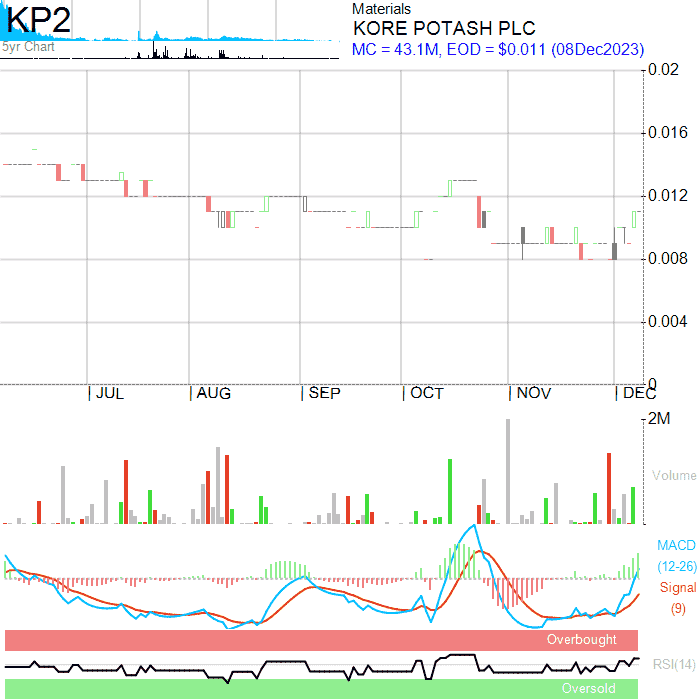 KP2
5yr Chart
Materials
KORE POTASH PLC
MC = 43.1M, EOD = $0.011 (08Dec2023)
0.02
0.016
0.012
0.008
0.004
0
JUL AUG SEP OCT NOV DEC
2M
Volume
MACD
(12-26)
Signal
(9)
Overbought
RSI(14)
Oversold